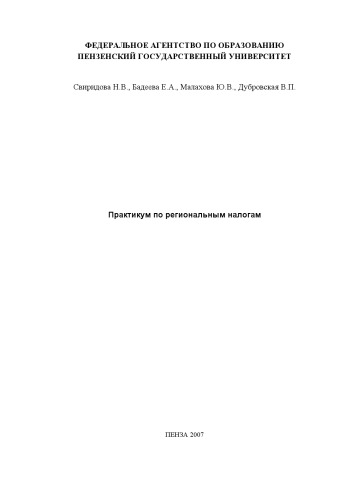 ФЕДЕРАЛЬНОЕ АГЕНТСТВО ПО ОБРАЗОВАНИЮ
ПЕНЗЕНСКИЙ ГОСУДАРСТВЕННЫЙ УНИВЕРСИТЕТ
Свиридова Н.В., Бадеева Е.А., Малахова Ю.В., Дубровская В.П.
Практикум по региональным налогам
ПЕНЗА 2007